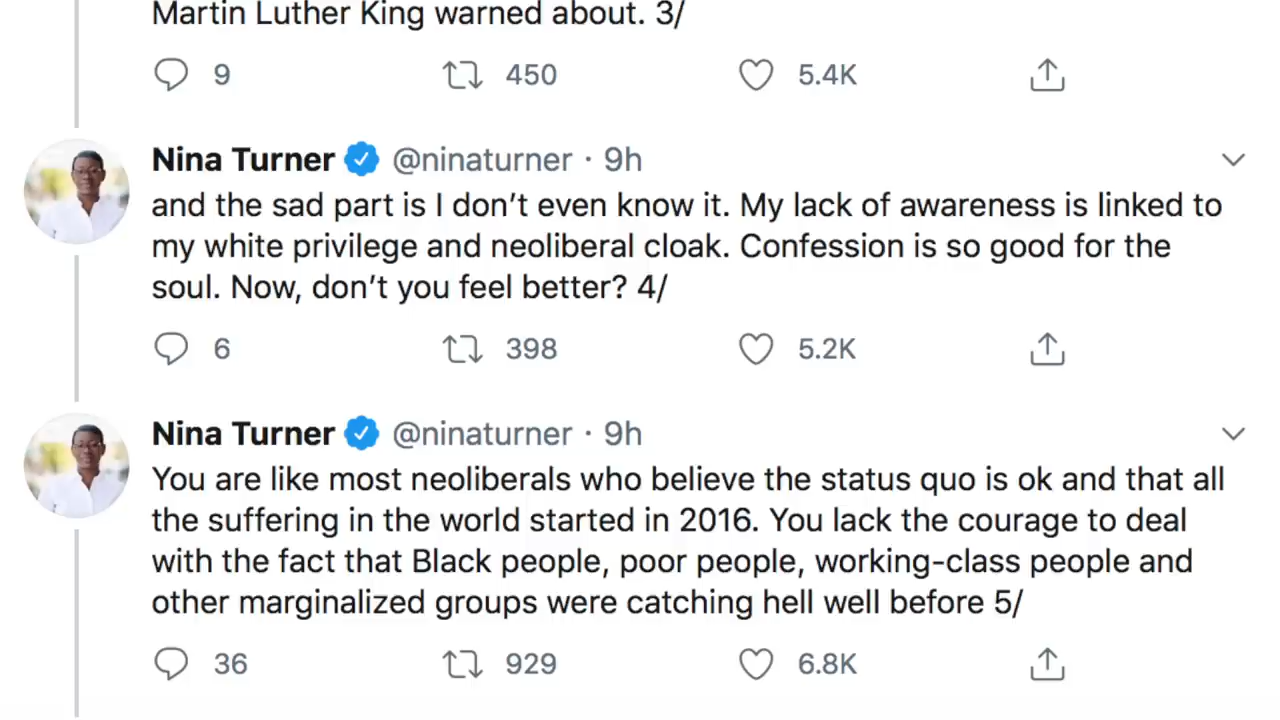 Martin Luther King warned about. 3/
9 450 5.4K
Nina Turner @ninaturner · 9h
and the sad part is I don’t even know it. My lack of awareness is linked to
my white privilege and neoliberal cloak. Confession is so good for the
soul. Now, don’t you feel better? 4/
6 398 5.2K
Nina Turner @ninaturner · 9h
You are like most neoliberals who believe the status quo is ok and that all
the suffering in the world started in 2016. You lack the courage to deal
with the fact that Black people, poor people, working-class people and
other marginalized groups were catching hell well before 5/
36 929 6.8K